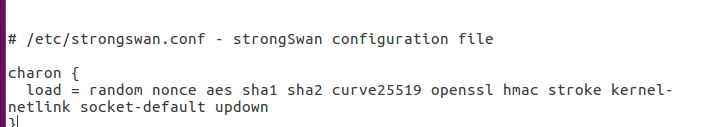 # /etc/strongswan.conf - strongSwan configuration file
charon {
load = random nonce aes sha1 sha2 curve25519 openssl hmac stroke kernel-
netlink socket-default updown
}